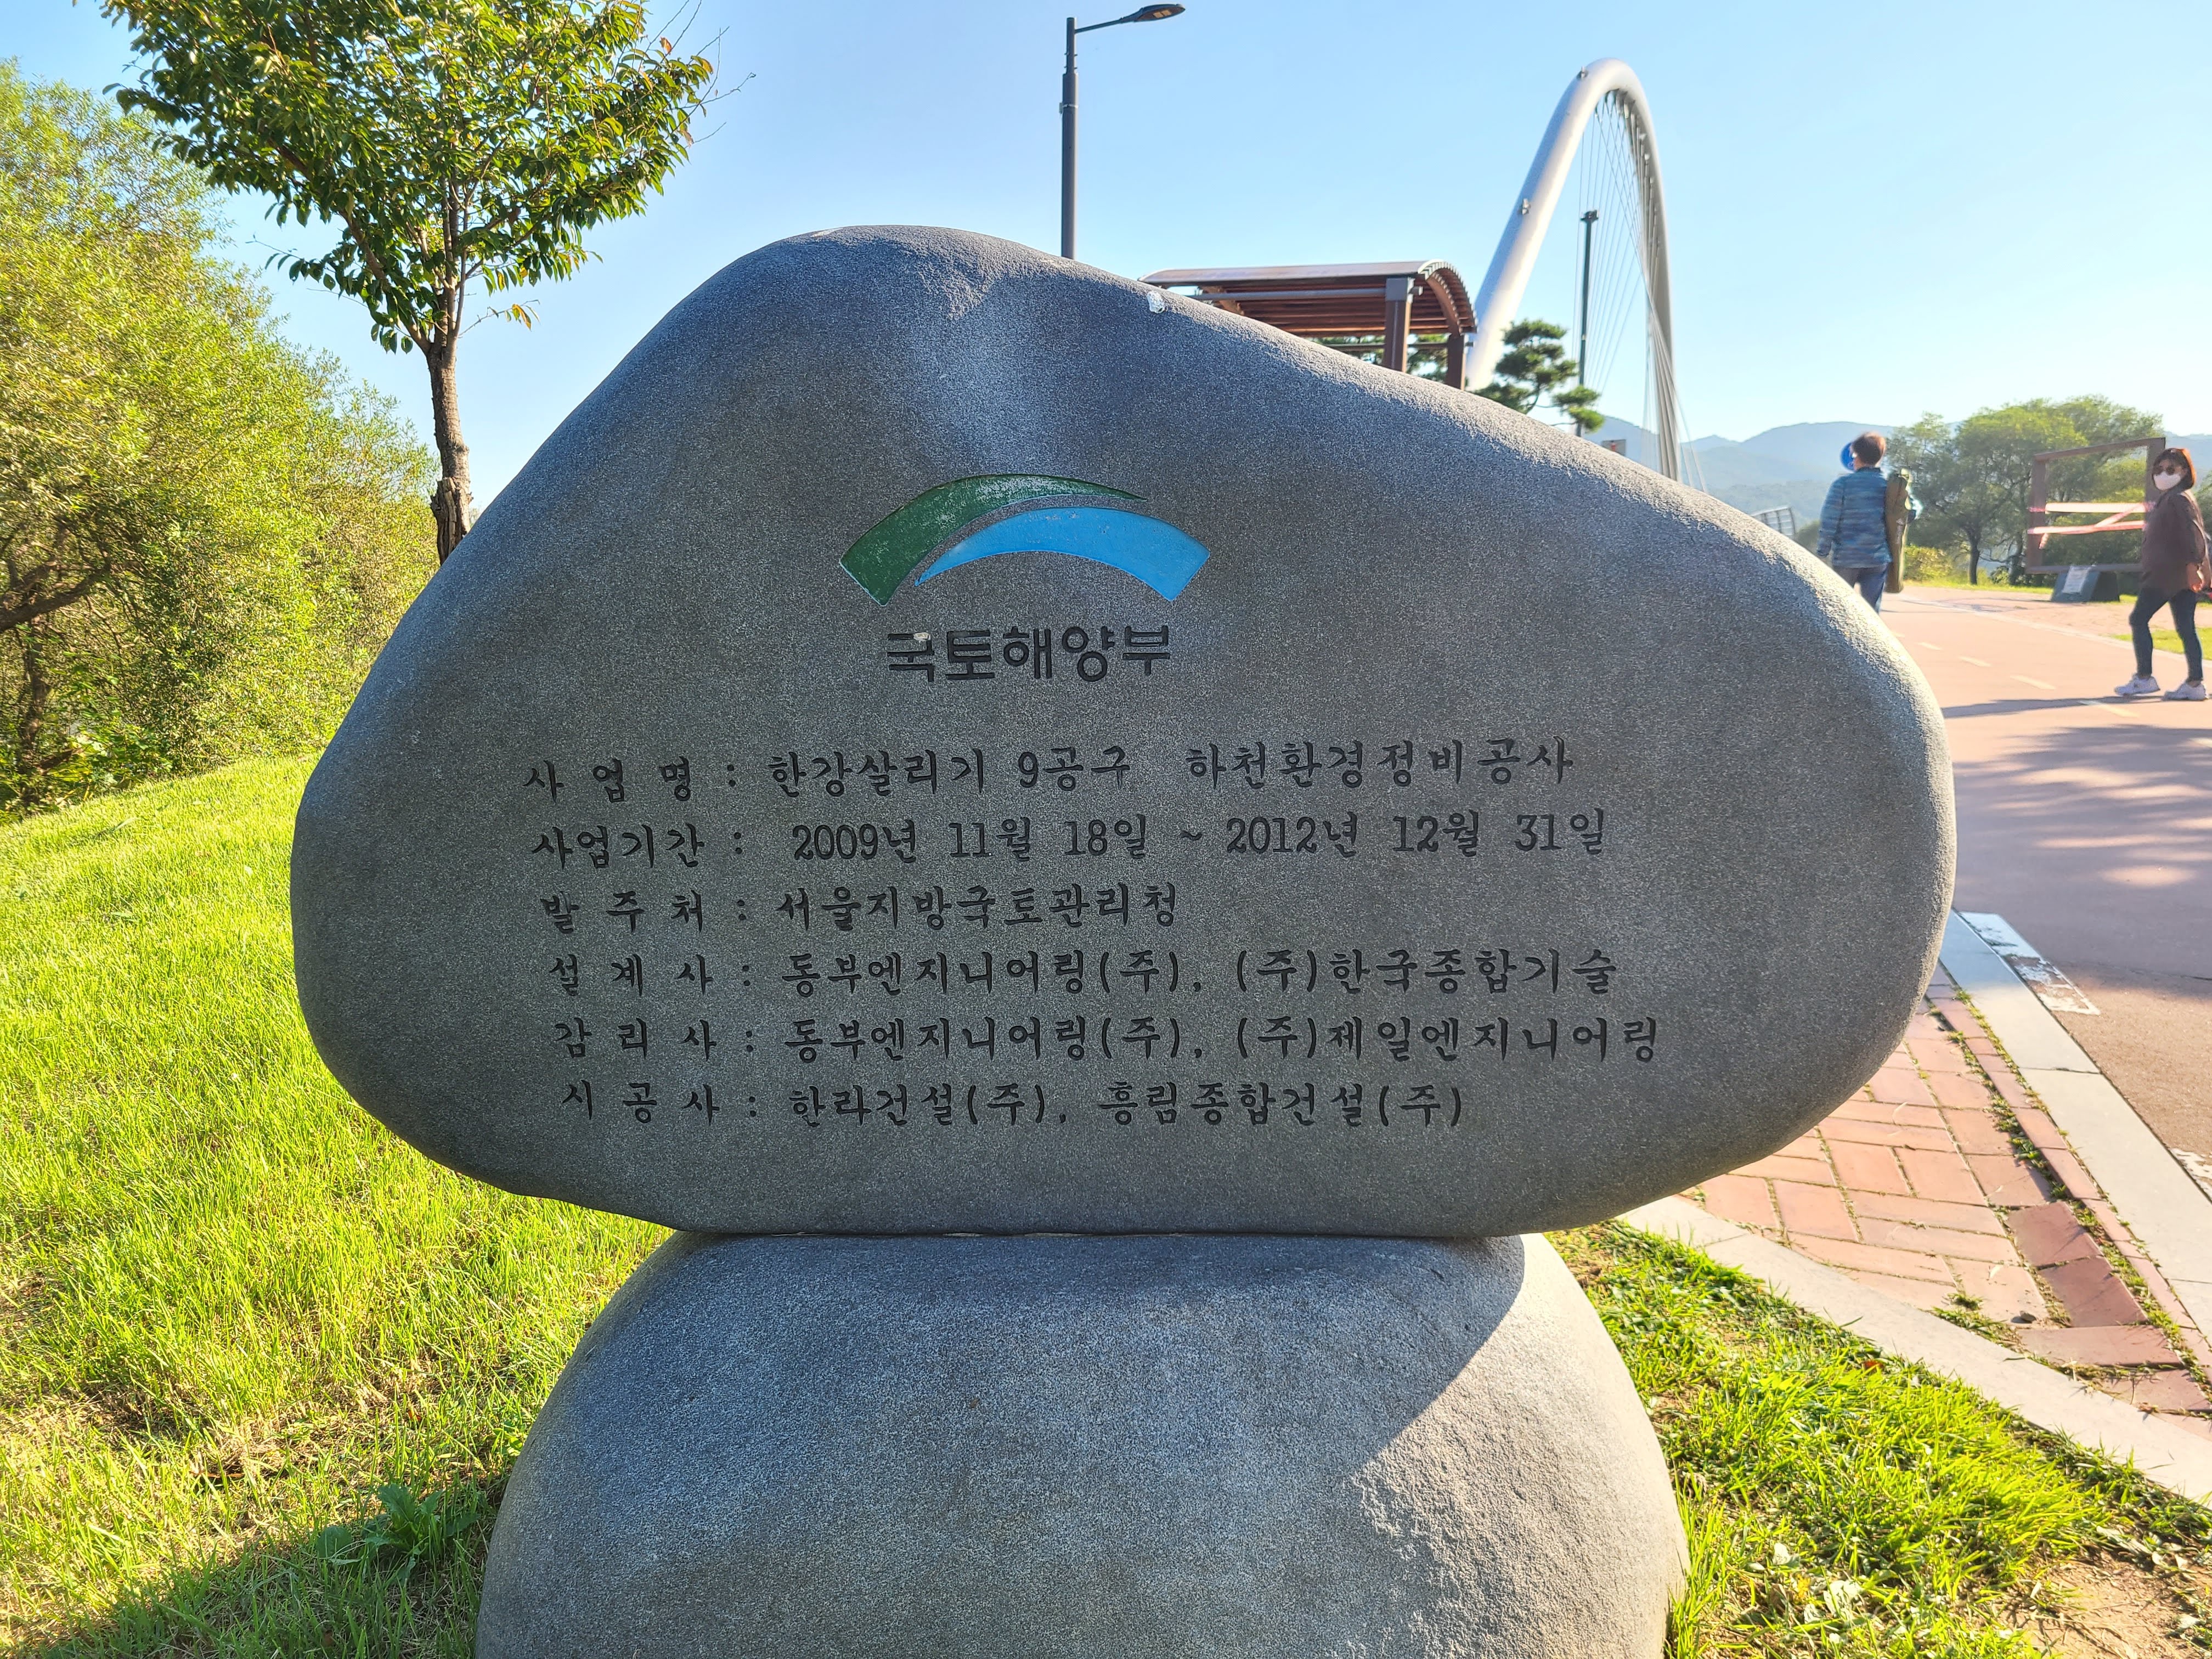 국토해양부
사 업 명 : 한강살리기 9공구 하천환경정비공사
사업기간 : 2009년 11월 18일 ~ 2012년 12월 31일
발 주 처 : 서울지방국토관리청
설 계 사 : 동부엔지니어링(주), (주)한국종합기술
감 리 사 : 동부엔지니어링(주), (주)제일엔지니어링
시 공 사 : 한라건설(주), 흥림종합건설(주)